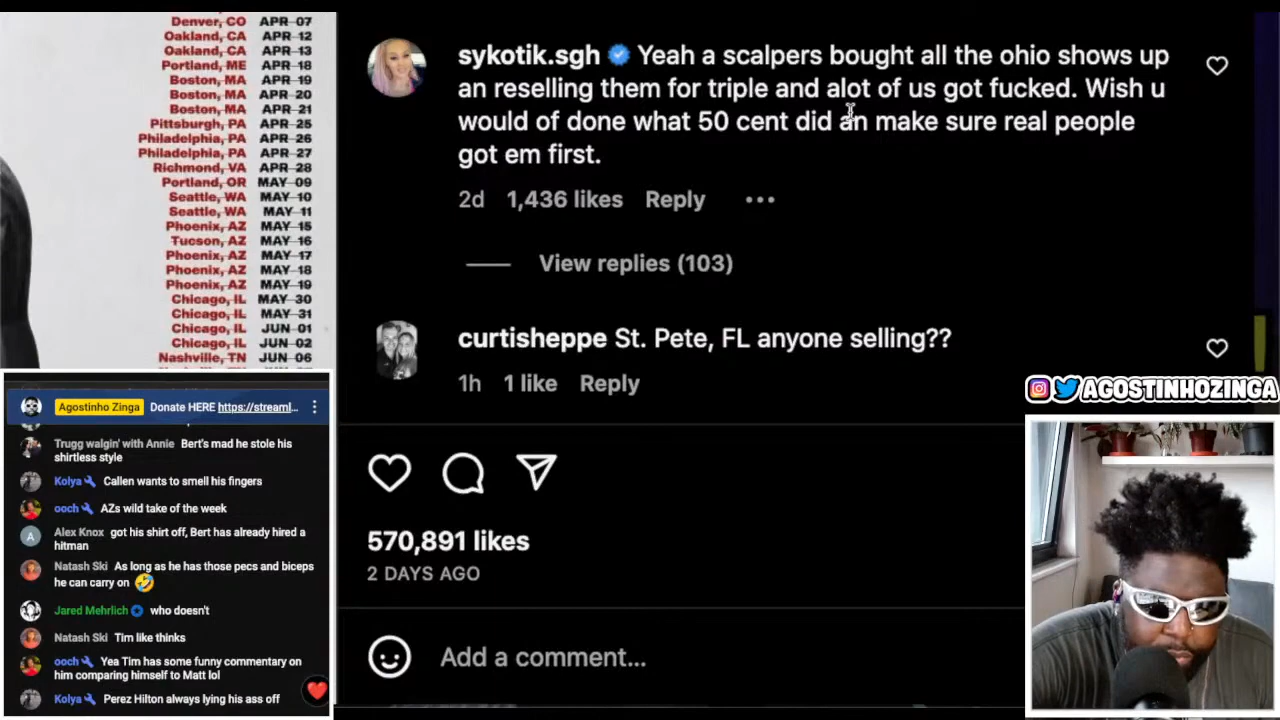 Denver, CO APR 07
Oakland, CA APR 12
Oakland, CA APR 13
Portland, ME APR 18
Boston, MA APR 19
Boston, MA APR 20
Boston, MA APR 21
Pittsburgh, PA APR 25
Philadelphia, PA APR 26
Philadelphia, PA APR 27
Richmond, VA APR 28
Portland, OR MAY 09
Seattle, WA MAY 10
Seattle, WA MAY 11
Phoenix, AZ MAY 15
Tucson, AZ MAY 16
Phoenix, AZ MAY 17
Phoenix, AZ MAY 18
Phoenix, AZ MAY 19
Chicago, IL MAY 30
Chicago, IL MAY 31
Chicago, IL JUN 01
Chicago, IL JUN 02
Nashville, TN JUN 06
sykotik.sgh Yeah a scalpers bought all the ohio shows up
an reselling them for triple and alot of us got fucked. Wish u
would of done what 50 cent did an make sure real people
got em first.
2d 1,436 likes Reply •••
View replies (103)
curtisheppe St. Pete, FL anyone selling??
1h 1 like Reply
570,891 likes
2 DAYS AGO
Add a comment...
Agostinho Zinga Donate HERE https://streaml...
Trugg walgin' with Annie Bert's mad he stole his
shirtless style
Kolya Callen wants to smell his fingers
ooch AZs wild take of the week
A Alex Knox got his shirt off, Bert has already hired a
hitman
Natash Ski As long as he has those pecs and biceps
he can carry on 🤣
Jared Mehrlich who doesn't
Natash Ski Tim like thinks
ooch Yea Tim has some funny commentary on
him comparing himself to Matt lol
Kolya Perez Hilton always lying his ass off
AGOSTINHOZINGA